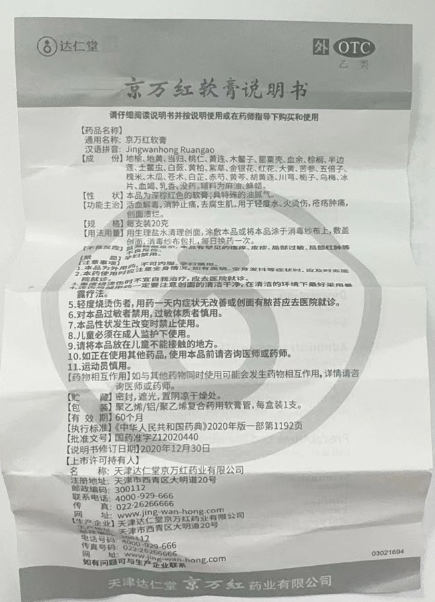 达仁堂
外 OTC
乙类
京万红软膏说明书
请仔细阅读说明书并按说明使用或在药师指导下购买和使用
【药品名称】
通用名称:京万红软膏
汉语拼音:Jingwanhong Ruangao
【成 份】地榆、地黄、当归、桃仁、黄连、木鳖子、罂粟壳、血余、棕榈、半边
莲、土鳖虫、白蔹、黄柏、紫草、金银花、红花、大黄、苦参、五倍子、
槐米、木瓜、苍术、白芷、赤芍、黄芩、胡黄连、川芎、栀子、乌梅、冰
片、血竭、乳香、没药。辅料为麻油、蜂蜡。
【性 状】本品为深棕红色的软膏;具特殊的油腻气。
【功能主治】活血解毒,消肿止痛,去腐生肌。用于轻度水、火烫伤,疮疡肿痛,
创面溃烂。
【规 格】每支装20克
【用法用量】用生理盐水清理创面,涂敷本品或将本品涂于消毒纱布上,敷盖
创面,消毒纱布包扎,每日换药一次。
【禁 忌】孕妇禁用。
【注意事项】
1.本品为外用药,不可内服。
院就诊。
露疗法。
5.轻度烧烫伤者,用药一天内症状无改善或创面有脓苔应去医院就诊。
6.对本品过敏者禁用,过敏体质者慎用。
7.本品性状发生改变时禁止使用。
8.儿童必须在成人监护下使用。
9.请将本品放在儿童不能接触的地方。
10.如正在使用其他药品,使用本品前请咨询医师或药师。
11.运动员慎用。
【药物相互作用】如与其他药物同时使用可能会发生药物相互作用,详情请咨
询医师或药师。
【贮 藏】密封,遮光,置阴凉干燥处。
【包 装】聚乙烯/铝/聚乙烯复合药用软膏管,每盒装1支。
【有 效 期】60个月
【执行标准】《中华人民共和国药典》2020年版一部第1192页
【批准文号】国药准字Z12020440
【说明书修订日期】2020年12月30日
【上市许可持有人】
名 称:天津达仁堂京万红药业有限公司
注册地址:天津市西青区大明道20号
邮政编码:300112
联系电话:4000-929-666
传 真:022-26266666
网 址:www.jing-wan-hong.com
【生产企业】天津达仁堂京万红药业有限公司
生产地址:天津市西青区大明道20号
300112
电话号码:4000-929-666
传真号码:022-26266666
网 址:www.jing-wan-hong.com
如有问题可与生产企业联系
03021604
天津达仁堂京万红药业有限公司